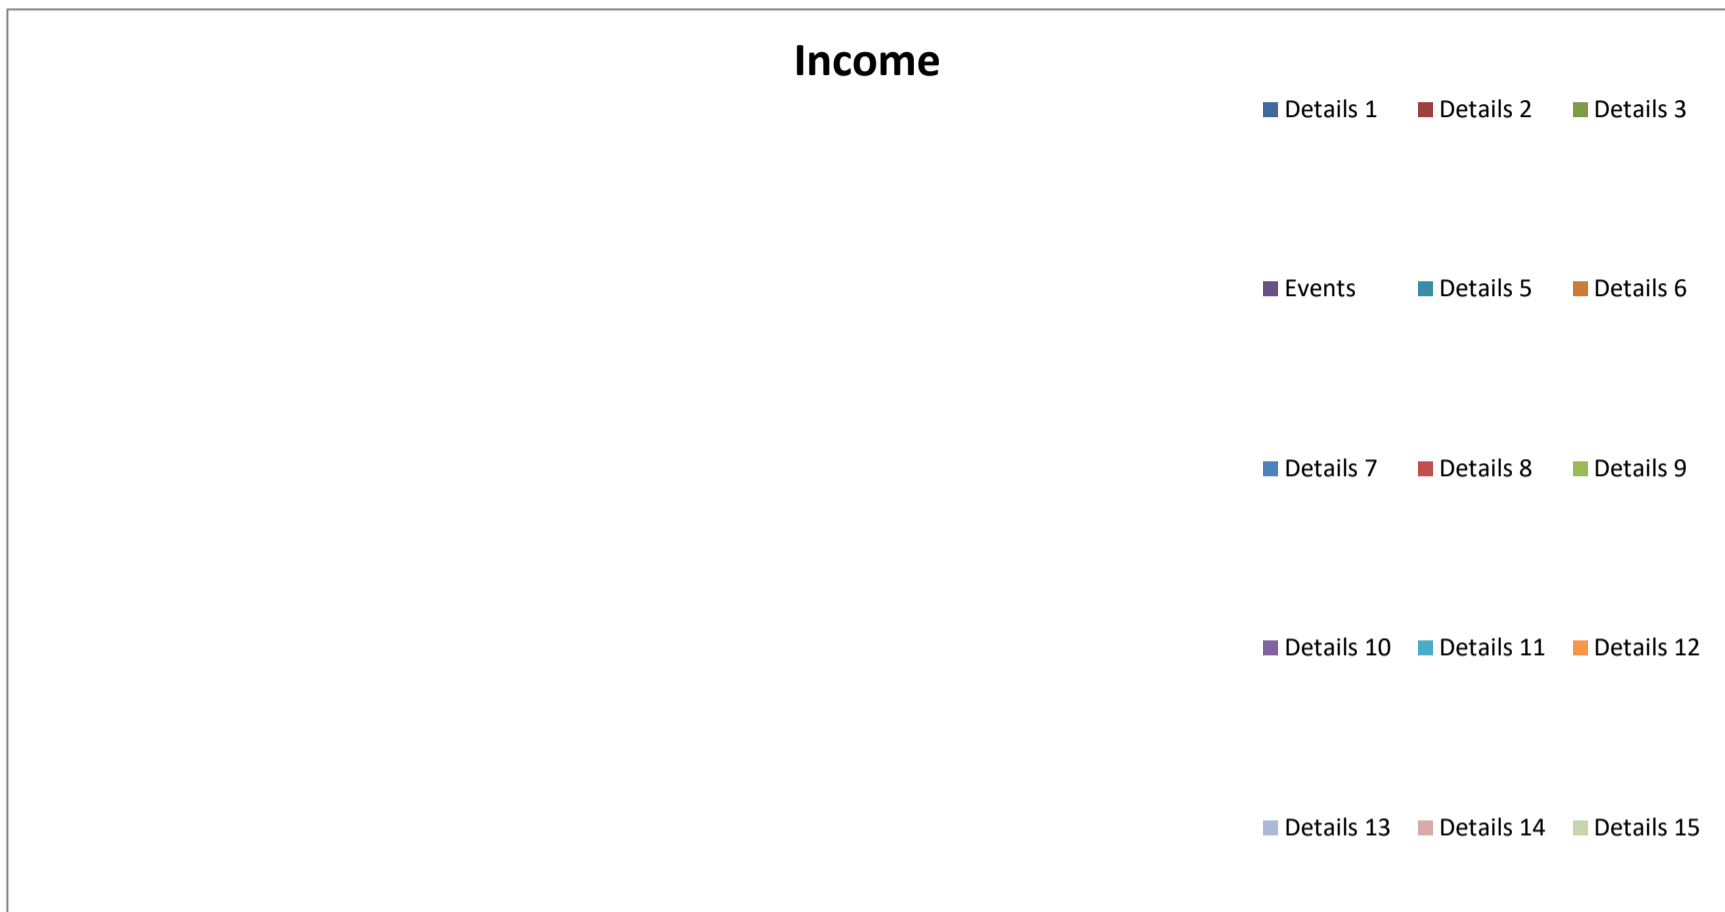 Income
Details 1 Details 2 Details 3
Events Details 5 Details 6
Details 7 Details 8 Details 9
Details 10 Details 11 Details 12
Details 13 Details 14 Details 15